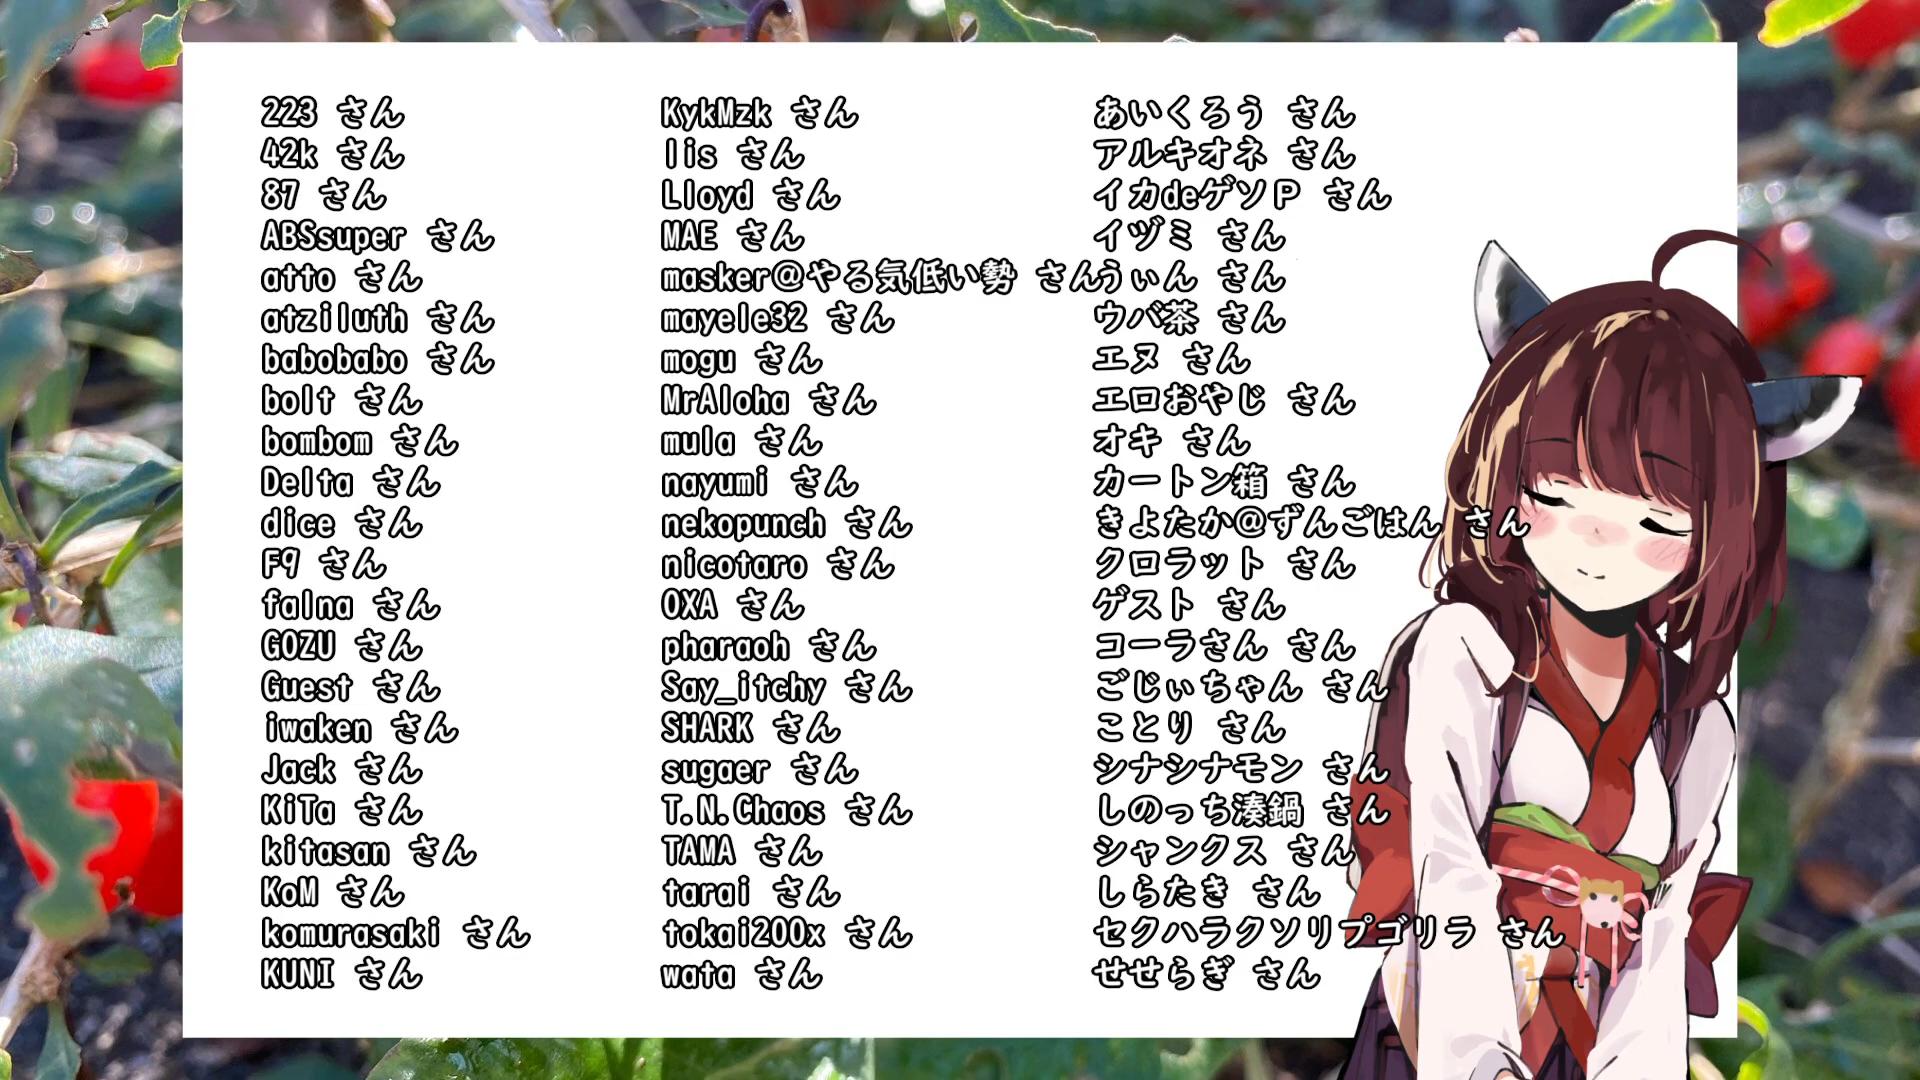 223 さん
42k さん
87 さん
ABSsuper さん
atto さん
atziluth さん
babobabo さん
bolt さん
bombom さん
Delta さん
dice さん
F9 さん
falna さん
GOZU さん
Guest さん
iwaken さん
Jack さん
KiTa さん
kitasan さん
KoM さん
komurasaki さん
KUNI さん
KykMzk さん
lis さん
Lloyd さん
MAE さん
masker@やる気低い勢 さん
mayele32 さん
mogu さん
MrAloha さん
mula さん
nayumi さん
nekopunch さん
nicotaro さん
OXA さん
pharaoh さん
Say_itchy さん
SHARK さん
sugaer さん
T.N.Chaos さん
TAMA さん
tarai さん
tokai200x さん
wata さん
あいくろう さん
アルキオネ さん
イカdeゲソP さん
イヅミ さん
うぃん さん
ウバ茶 さん
エヌ さん
エロおやじ さん
オキ さん
カートン箱 さん
きよたか@ずんごはん さん
クロラット さん
ゲスト さん
コーラさん さん
ごじぃちゃん さん
ことり さん
シナシナモン さん
しのっち湊鍋 さん
シャンクス さん
しらたき さん
セクハラクソリプゴリラ さん
せせらぎ さん